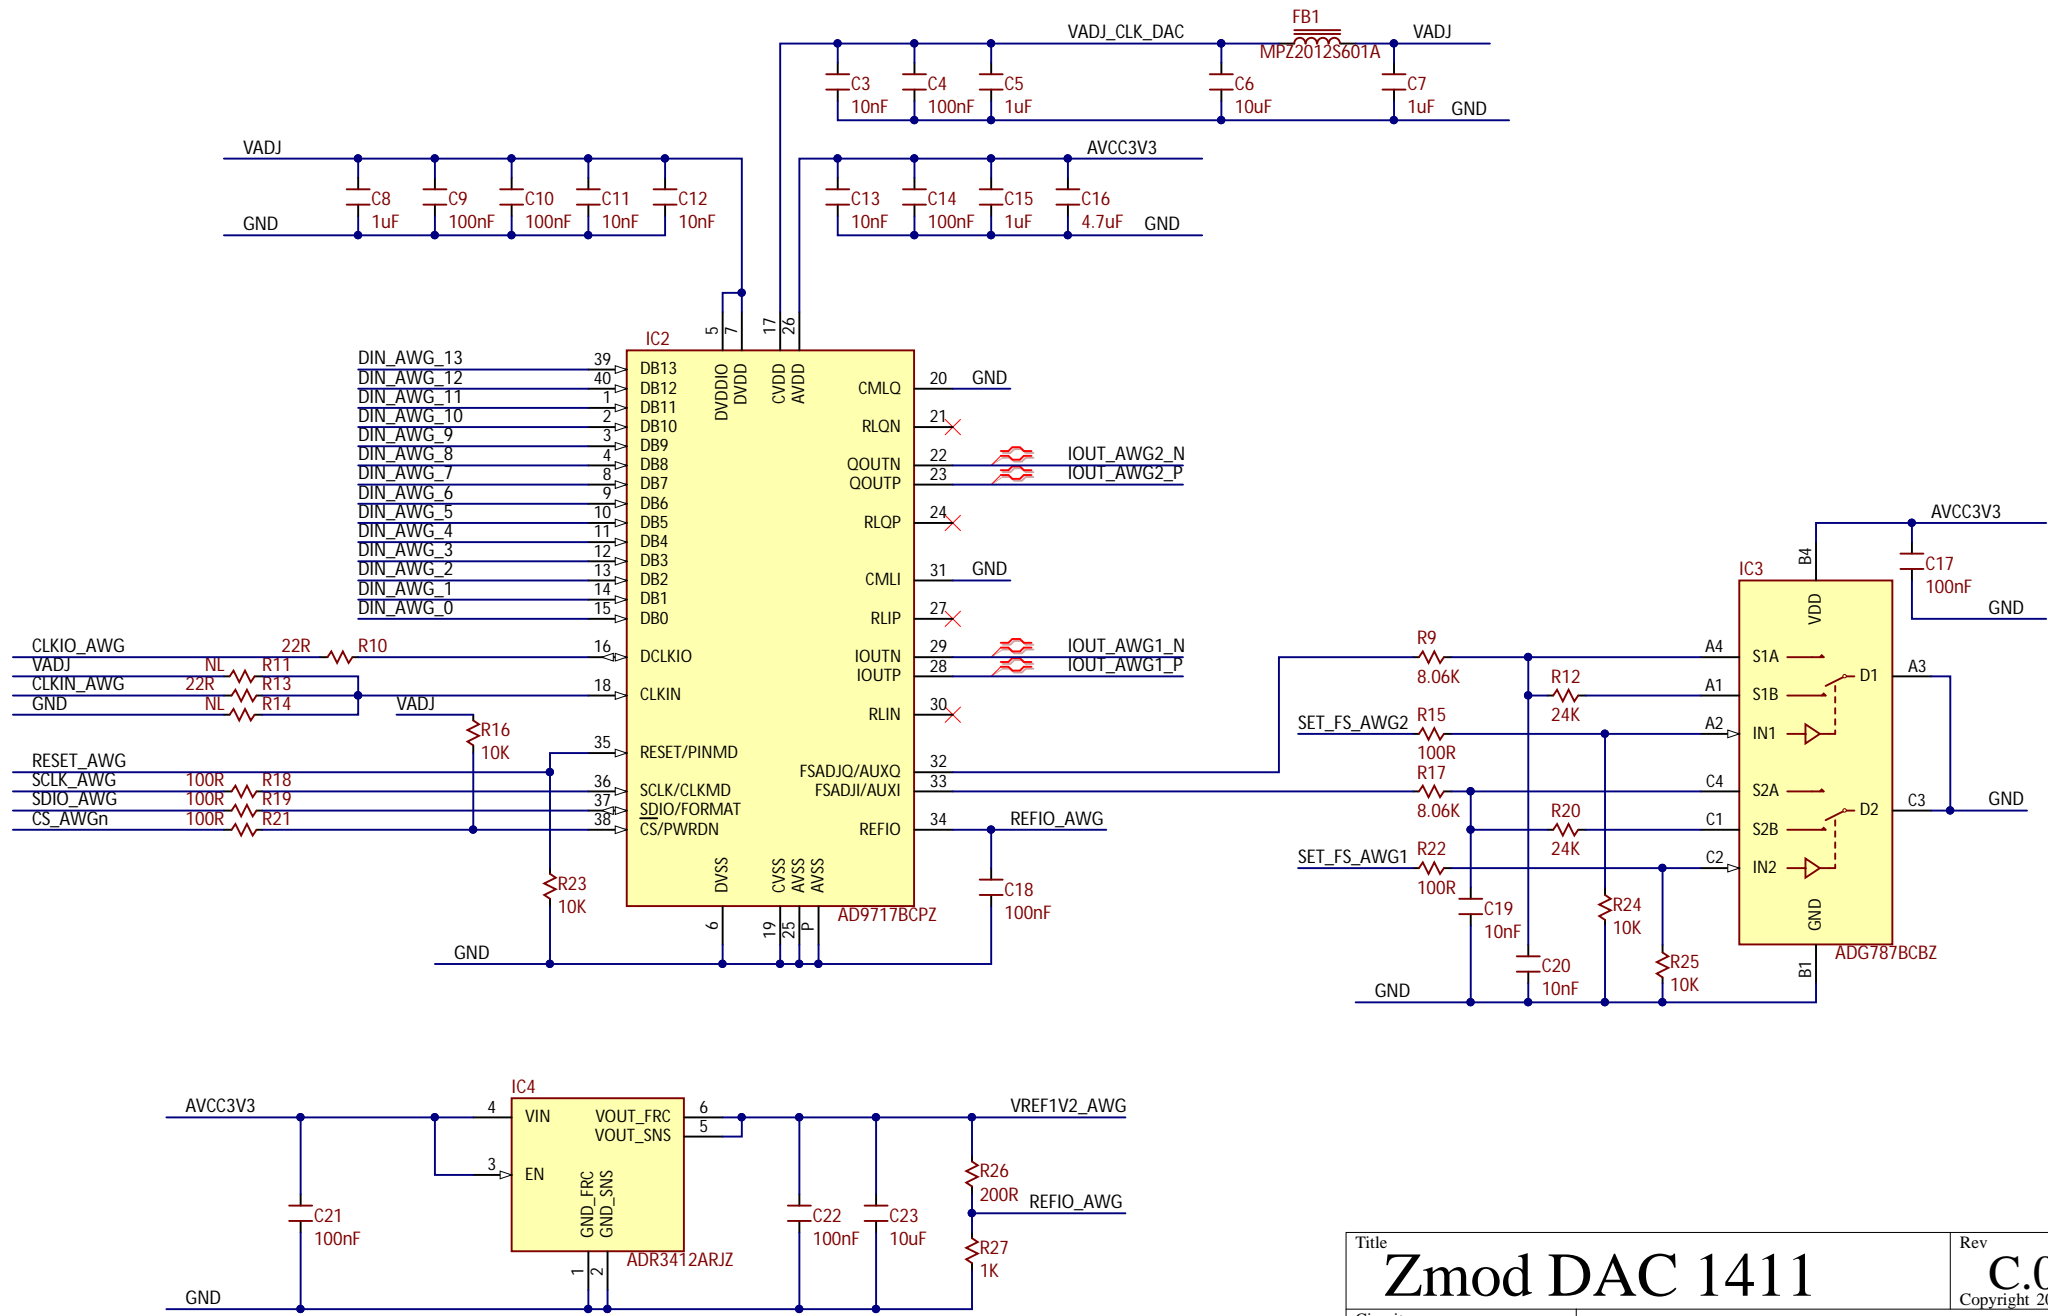 FB1
VADJ_CLK_DAC
VADJ
MPZ2012S601A
C3 10nF
C4 100nF
C5 1uF
C6 10uF
C7 1uF
GND
VADJ
AVCC3V3
C8 1uF
C9 100nF
C10 100nF
C11 10nF
C12 10nF
C13 10nF
C14 100nF
C15 1uF
C16 4.7uF
GND
GND
5 7 17 26
IC2
DVDDIO DVDD CVDD AVDD
DIN_AWG_13 39 DB13
DIN_AWG_12 40 DB12
DIN_AWG_11 1 DB11
DIN_AWG_10 2 DB10
DIN_AWG_9 3 DB9
DIN_AWG_8 4 DB8
DIN_AWG_7 8 DB7
DIN_AWG_6 9 DB6
DIN_AWG_5 10 DB5
DIN_AWG_4 11 DB4
DIN_AWG_3 12 DB3
DIN_AWG_2 13 DB2
DIN_AWG_1 14 DB1
DIN_AWG_0 15 DB0
CLKIO_AWG 22R R10 16 DCLKIO
VADJ NL R11
CLKIN_AWG 22R R13 18 CLKIN
GND NL R14
VADJ
R16 10K
35 RESET/PINMD
RESET_AWG
SCLK_AWG 100R R18 36 SCLK/CLKMD
SDIO_AWG 100R R19 37 SDIO/FORMAT
CS_AWGn 100R R21 38 CS/PWRDN
R23 10K
CMLQ 20 GND
RLQN 21
QOUTN 22 IOUT_AWG2_N
QOUTP 23 IOUT_AWG2_P
RLQP 24
CMLI 31 GND
RLIP 27
IOUTN 29 IOUT_AWG1_N
IOUTP 28 IOUT_AWG1_P
RLIN 30
FSADJQ/AUXQ 32
FSADJI/AUXI 33
REFIO 34 REFIO_AWG
DVSS CVSS AVSS AVSS
6 19 25 P
AD9717BCPZ
C18 100nF
GND
AVCC3V3
C17 100nF
GND
IC3
B4 VDD
R9 8.06K
A4 S1A
R12 24K
A1 S1B
D1 A3
SET_FS_AWG2 R15 100R
A2 IN1
R17 8.06K
C4 S2A
R20 24K
C1 S2B
D2 C3 GND
SET_FS_AWG1 R22 100R
C2 IN2
C19 10nF
R24 10K
GND B1
ADG787BCBZ
C20 10nF
R25 10K
GND
IC4
AVCC3V3 4 VIN
3 EN
VOUT_FRC 6 VREF1V2_AWG
VOUT_SNS 5
GND_FRC GND_SNS
1 2
ADR3412ARJZ
C21 100nF
C22 100nF
C23 10uF
R26 200R
REFIO_AWG
R27 1K
GND
Title
Zmod DAC 1411
Rev
C.0
Copyright 20